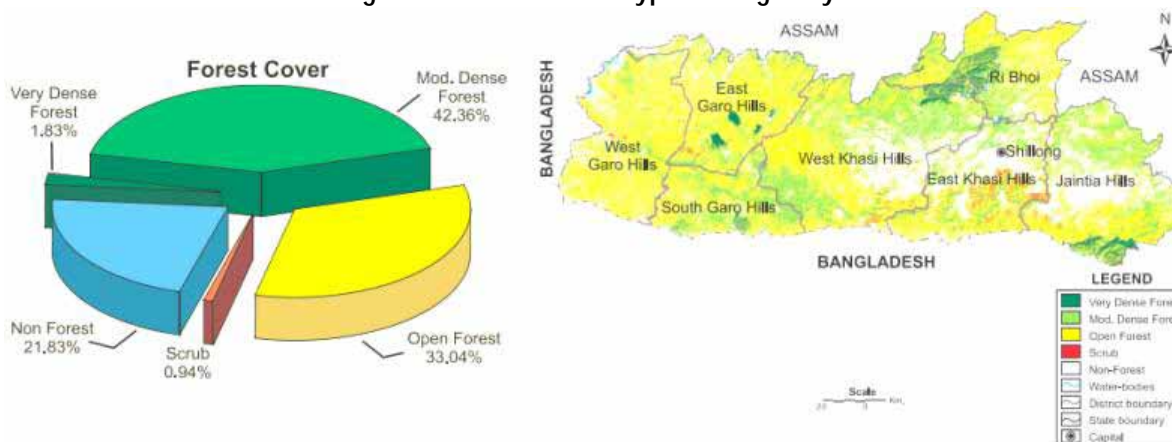 Forest Cover
Very Dense
Forest
1.83%
Mod. Dense
Forest
42.36%
Non Forest
21.83%
Scrub
0.94%
Open Forest
33.04%
ASSAM
N
BANGLADESH
East
Garo Hills
Ri Bhoi
ASSAM
West
Garo Hills
West Khasi Hills
Shillong
East Khasi Hills
Jaintia Hills
South Garo Hills
BANGLADESH
LEGEND
Very Dense Fore
Mod. Dense Fore
Open Forest
Scrub
Non-Forest
Water-bodies
District boundary
State boundary
Capital
Scale
Km.